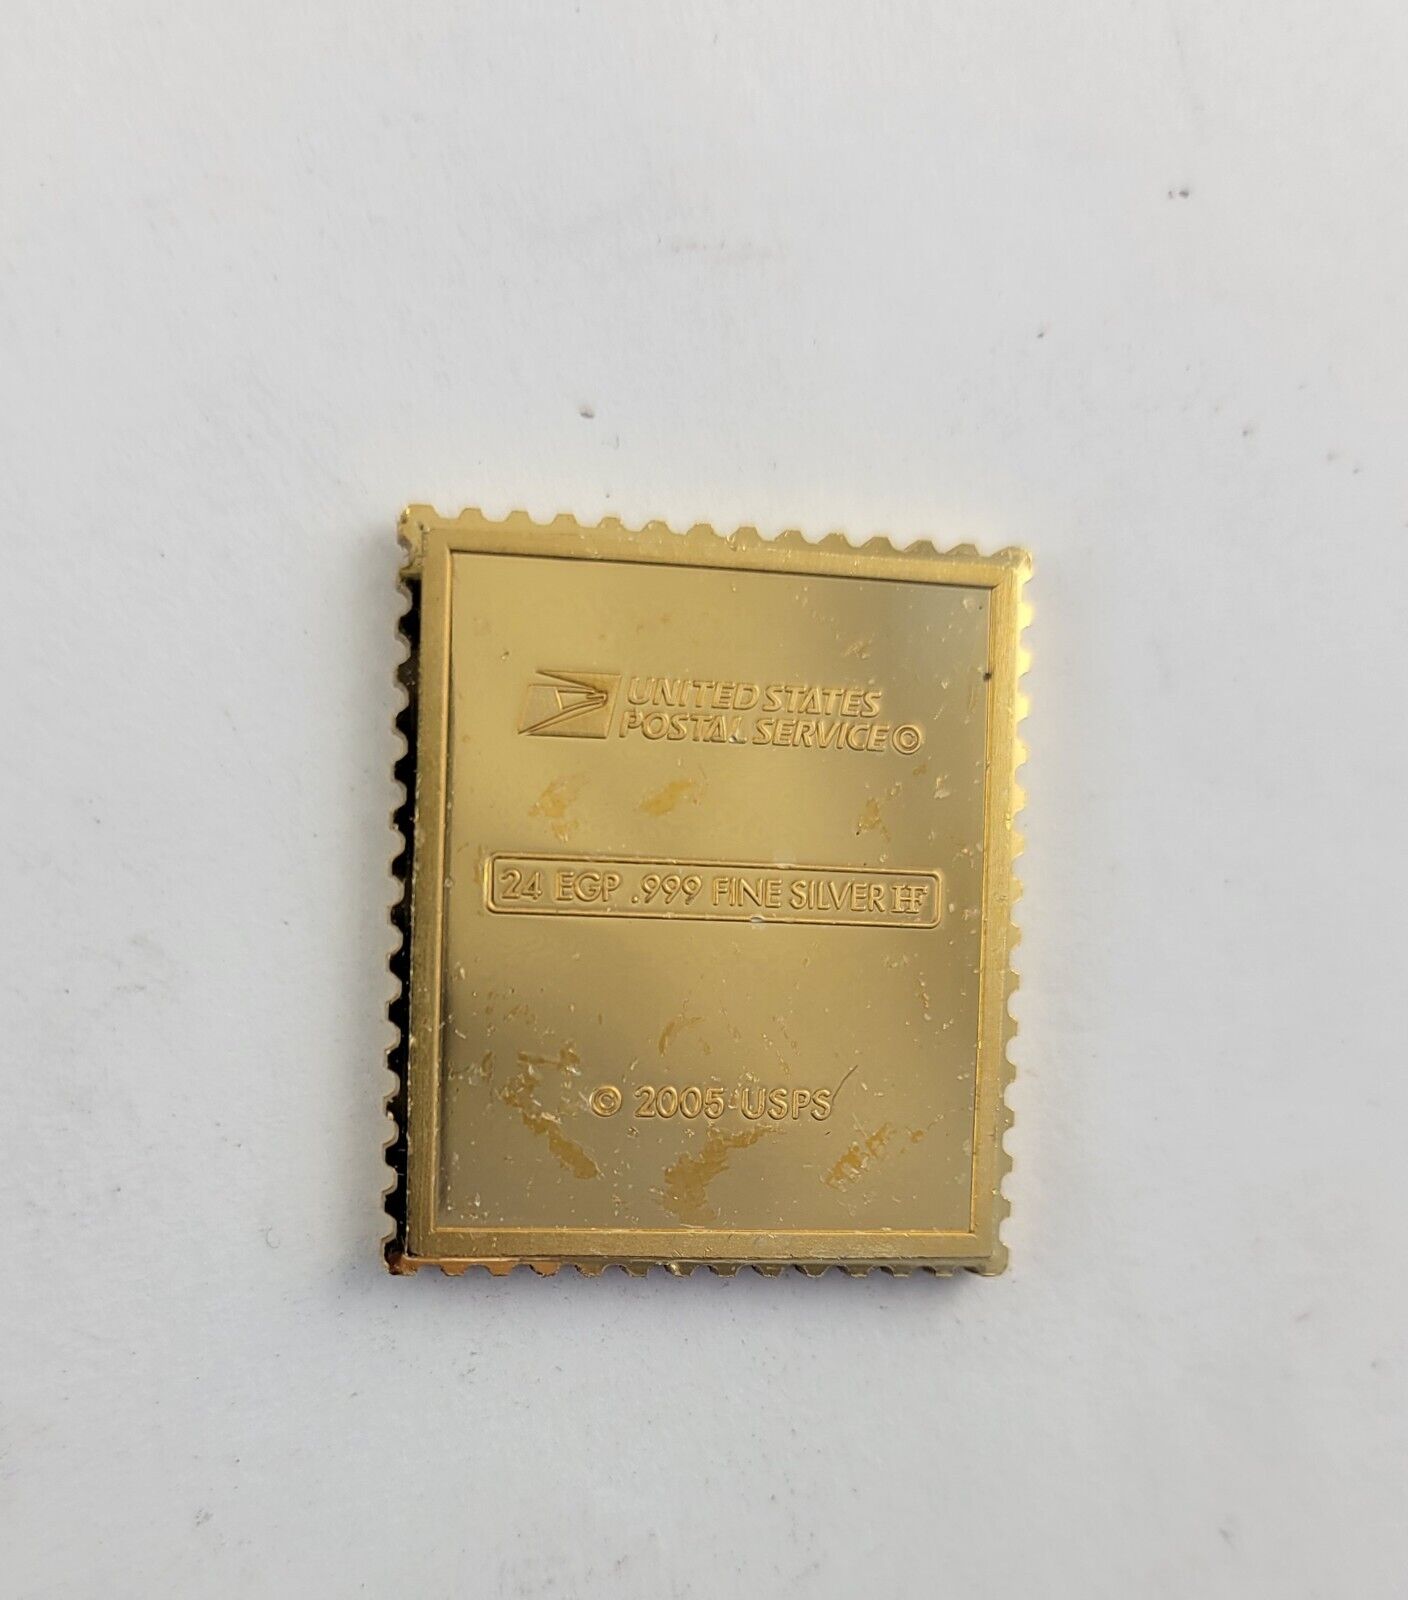 UNITED STATES
POSTAL SERVICE©
24 EGP .999 FINE SILVER HF
© 2005 USPS